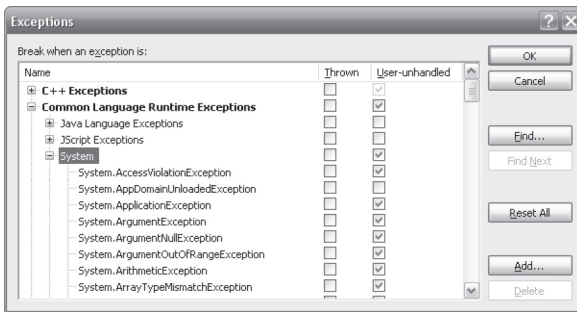 Exceptions
Break when an exception is:
Name Thrown User-unhandled
C++ Exceptions
Common Language Runtime Exceptions
Java Language Exceptions
JScript Exceptions
System
System.AccessViolationException
System.AppDomainUnloadedException
System.ApplicationException
System.ArgumentException
System.ArgumentNullException
System.ArgumentOutOfRangeException
System.ArithmeticException
System.ArrayTypeMismatchException
OK
Cancel
Find...
Find Next
Reset All
Add...
Delete